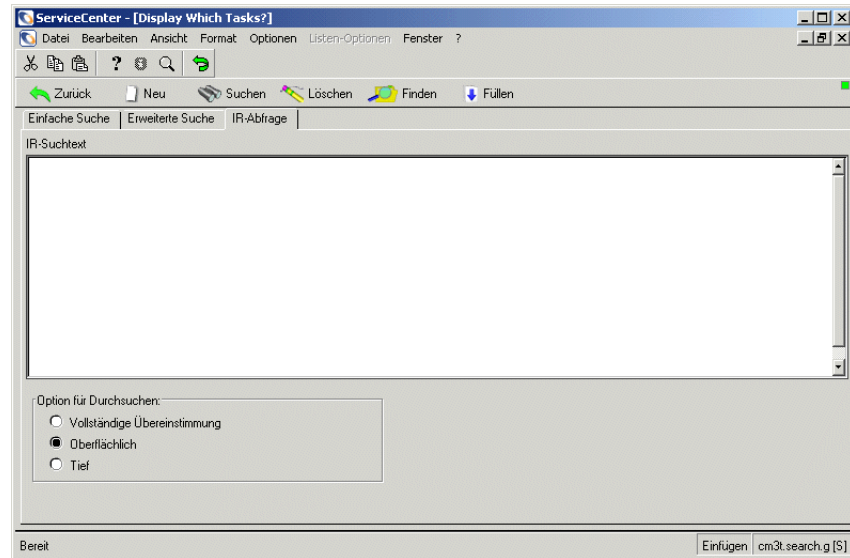 ServiceCenter - [Display Which Tasks?]
Datei Bearbeiten Ansicht Format Optionen Listen-Optionen Fenster ?
Zurück Neu Suchen Löschen Finden Füllen
Einfache Suche Erweiterte Suche IR-Abfrage
IR-Suchtext
Option für Durchsuchen:
Vollständige Übereinstimmung
Oberflächlich
Tief
Bereit Einfügen cm3t.search.g [S]